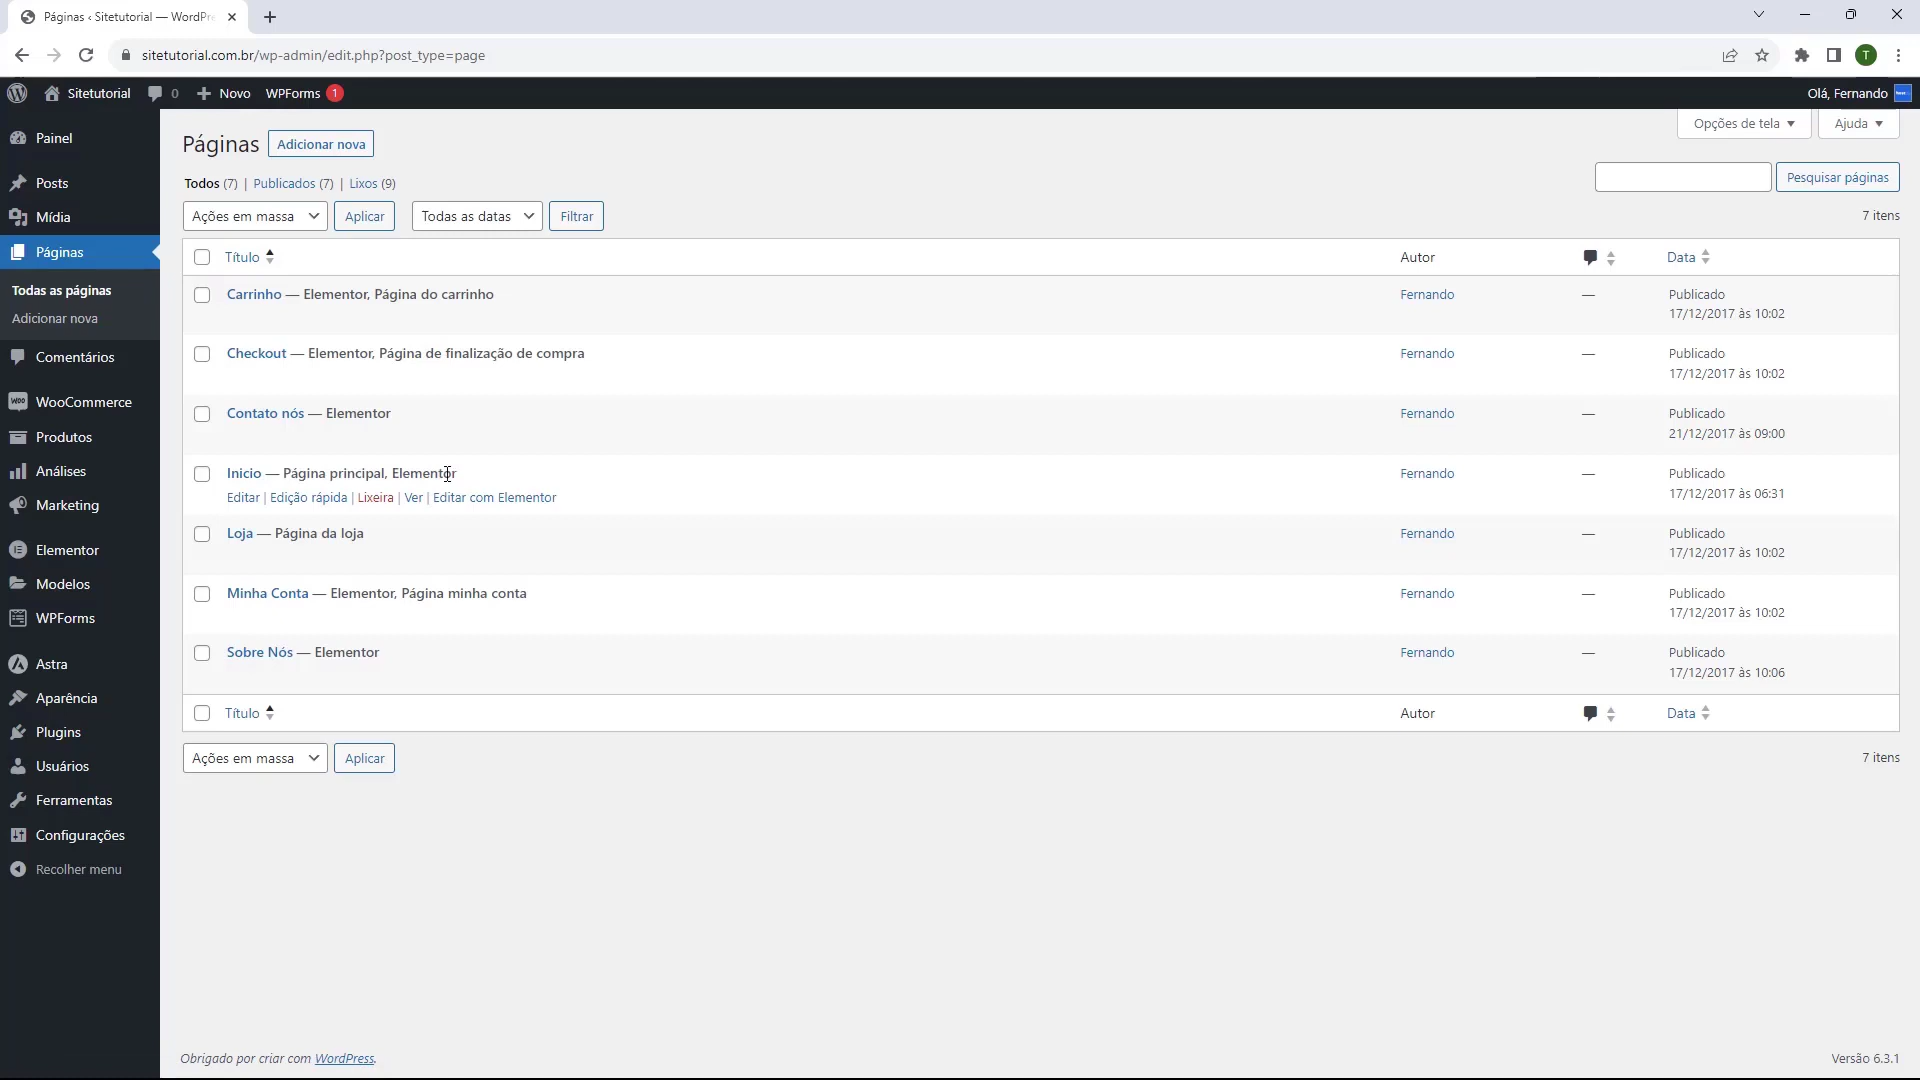 Páginas ‹ Sitetutorial — WordPre
sitetutorial.com.br/wp-admin/edit.php?post_type=page
T
Sitetutorial
0
Novo
WPForms 1
Olá, Fernando
Painel
Posts
Mídia
Páginas
Todas as páginas
Adicionar nova
Comentários
WooCommerce
Produtos
Análises
Marketing
Elementor
Modelos
WPForms
Astra
Aparência
Plugins
Usuários
Ferramentas
Configurações
Recolher menu
Páginas Adicionar nova
Opções de tela
Ajuda
Todos (7) | Publicados (7) | Lixos (9)
Pesquisar páginas
Ações em massa Aplicar Todas as datas Filtrar
7 itens
Título Autor Data
Carrinho — Elementor, Página do carrinho Fernando — Publicado
17/12/2017 às 10:02
Checkout — Elementor, Página de finalização de compra Fernando — Publicado
17/12/2017 às 10:02
Contato nós — Elementor Fernando — Publicado
21/12/2017 às 09:00
Inicio — Página principal, Elementor Fernando — Publicado
Editar | Edição rápida | Lixeira | Ver | Editar com Elementor 17/12/2017 às 06:31
Loja — Página da loja Fernando — Publicado
17/12/2017 às 10:02
Minha Conta — Elementor, Página minha conta Fernando — Publicado
17/12/2017 às 10:02
Sobre Nós — Elementor Fernando — Publicado
17/12/2017 às 10:06
Título Autor Data
Ações em massa Aplicar
7 itens
Obrigado por criar com WordPress.
Versão 6.3.1